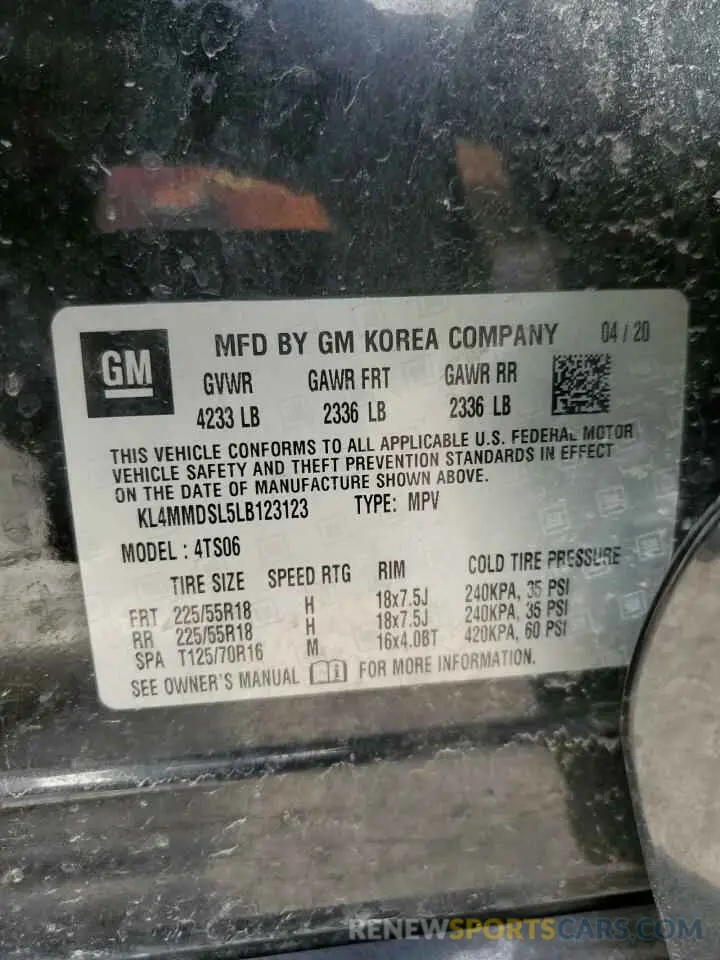 GM
MFD BY GM KOREA COMPANY 04 / 20
GVWR GAWR FRT GAWR RR
4233 LB 2336 LB 2336 LB
THIS VEHICLE CONFORMS TO ALL APPLICABLE U.S. FEDERAL MOTOR
VEHICLE SAFETY AND THEFT PREVENTION STANDARDS IN EFFECT
ON THE DATE OF MANUFACTURE SHOWN ABOVE.
KL4MMDSL5LB123123 TYPE: MPV
MODEL : 4TS06
TIRE SIZE SPEED RTG RIM COLD TIRE PRESSURE
FRT 225/55R18 H 18x7.5J 240KPA, 35 PSI
RR 225/55R18 H 18x7.5J 240KPA, 35 PSI
SPA T125/70R16 M 16x4.0BT 420KPA, 60 PSI
SEE OWNER'S MANUAL FOR MORE INFORMATION.
RENEWSPORTSCARS.COM